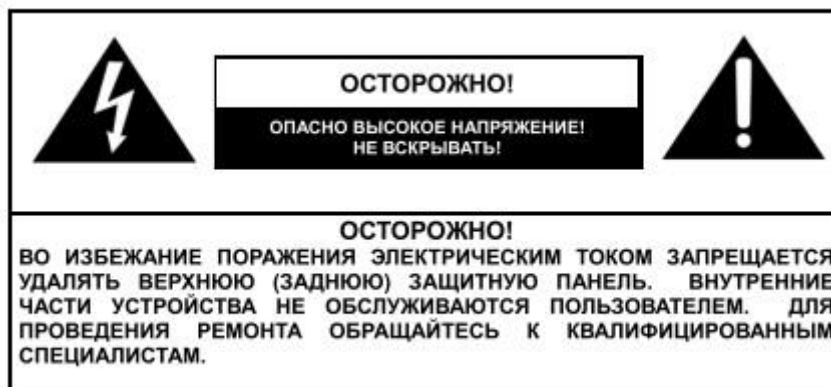 ОСТОРОЖНО!
ОПАСНО ВЫСОКОЕ НАПРЯЖЕНИЕ!
НЕ ВСКРЫВАТЬ!
ОСТОРОЖНО!
ВО ИЗБЕЖАНИЕ ПОРАЖЕНИЯ ЭЛЕКТРИЧЕСКИМ ТОКОМ ЗАПРЕЩАЕТСЯ
УДАЛЯТЬ ВЕРХНЮЮ (ЗАДНЮЮ) ЗАЩИТНУЮ ПАНЕЛЬ. ВНУТРЕННИЕ
ЧАСТИ УСТРОЙСТВА НЕ ОБСЛУЖИВАЮТСЯ ПОЛЬЗОВАТЕЛЕМ. ДЛЯ
ПРОВЕДЕНИЯ РЕМОНТА ОБРАЩАЙТЕСЬ К КВАЛИФИЦИРОВАННЫМ
СПЕЦИАЛИСТАМ.